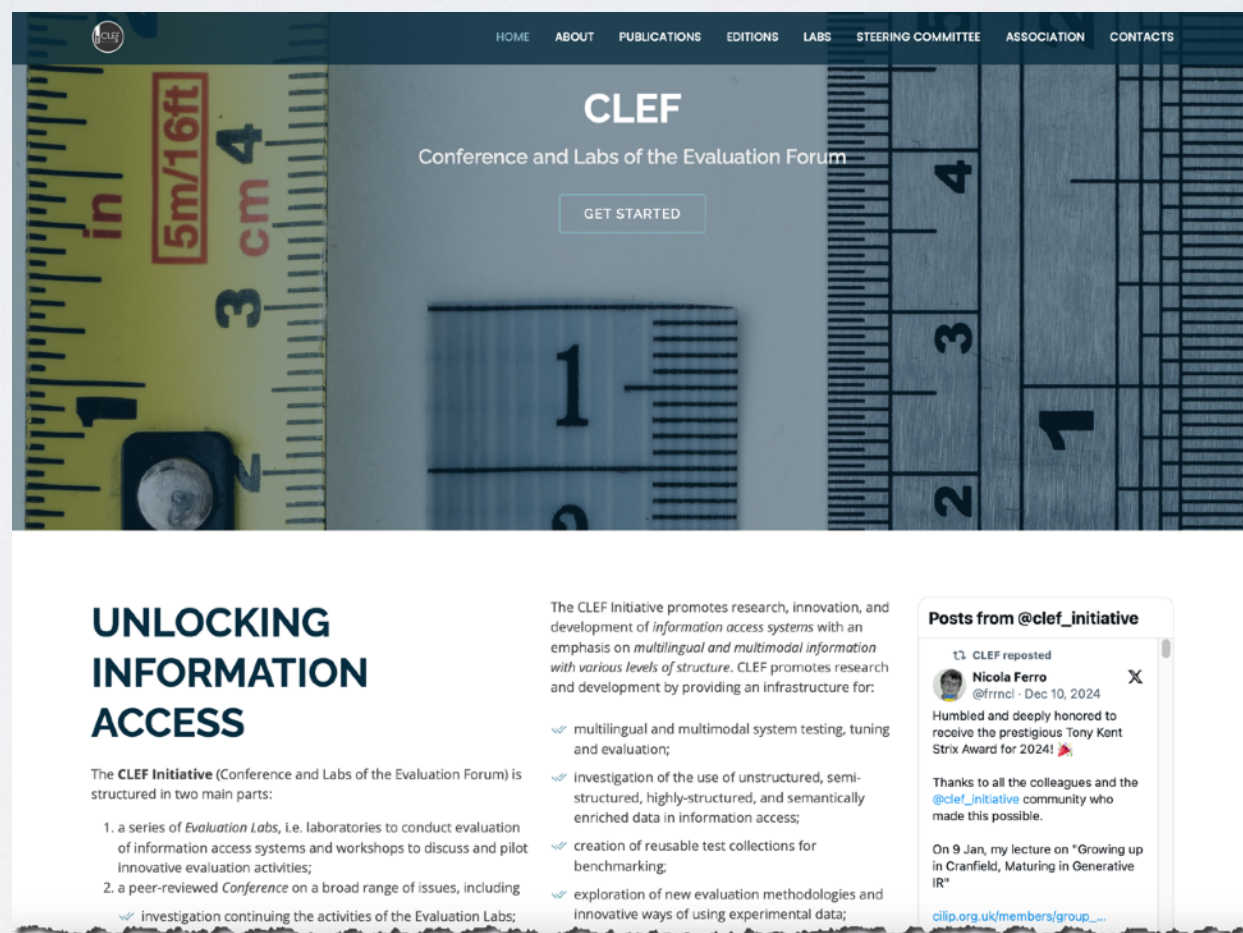 CLEF
HOME ABOUT PUBLICATIONS EDITIONS LABS STEERING COMMITTEE ASSOCIATION CONTACTS
CLEF
Conference and Labs of the Evaluation Forum
GET STARTED
in
5m/16ft
cm
4
3
2
1
1
2
4
3
2
1
UNLOCKING
INFORMATION
ACCESS
The CLEF Initiative (Conference and Labs of the Evaluation Forum) is
structured in two main parts:
1. a series of Evaluation Labs, i.e. laboratories to conduct evaluation
of information access systems and workshops to discuss and pilot
innovative evaluation activities;
2. a peer-reviewed Conference on a broad range of issues, including
investigation continuing the activities of the Evaluation Labs;
The CLEF Initiative promotes research, innovation, and
development of information access systems with an
emphasis on multilingual and multimodal information
with various levels of structure. CLEF promotes research
and development by providing an infrastructure for:
multilingual and multimodal system testing, tuning
and evaluation;
investigation of the use of unstructured, semi-
structured, highly-structured, and semantically
enriched data in information access;
creation of reusable test collections for
benchmarking;
exploration of new evaluation methodologies and
innovative ways of using experimental data;
Posts from @clef_initiative
CLEF reposted
Nicola Ferro
@frrncl · Dec 10, 2024
Humbled and deeply honored to
receive the prestigious Tony Kent
Strix Award for 2024! 🎉
Thanks to all the colleagues and the
@clef_initiative community who
made this possible.
On 9 Jan, my lecture on "Growing up
in Cranfield, Maturing in Generative
IR"
cilip.org.uk/members/group_...